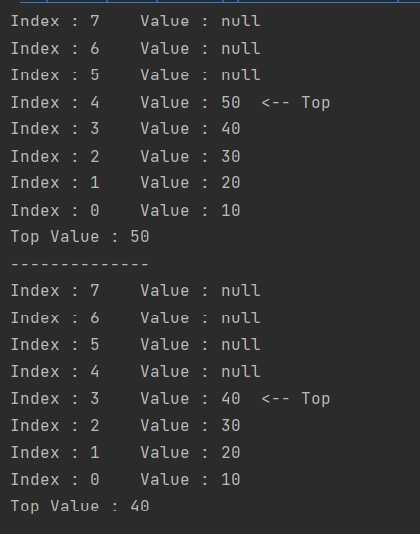 Index : 7    Value : null
Index : 6    Value : null
Index : 5    Value : null
Index : 4    Value : 50  <-- Top
Index : 3    Value : 40
Index : 2    Value : 30
Index : 1    Value : 20
Index : 0    Value : 10
Top Value : 50
--------------
Index : 7    Value : null
Index : 6    Value : null
Index : 5    Value : null
Index : 4    Value : null
Index : 3    Value : 40  <-- Top
Index : 2    Value : 30
Index : 1    Value : 20
Index : 0    Value : 10
Top Value : 40